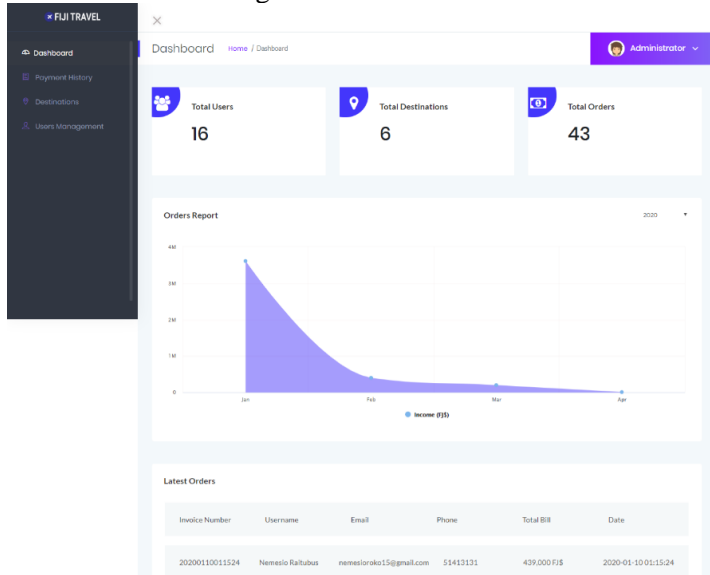 FIJI TRAVEL
Dashboard
Payment History
Destinations
Users Management
×
Dashboard Home / Dashboard
Administrator
Total Users
16
Total Destinations
6
Total Orders
43
Orders Report
2020
4M
3M
2M
1M
0
Jan Feb Mar Apr
Income (FJ$)
Latest Orders
Invoice Number Username Email Phone Total Bill Date
20200110011524 Nemesio Raitubus nemesioroko15@gmail.com 51413131 439,000 FJ$ 2020-01-10 01:15:24